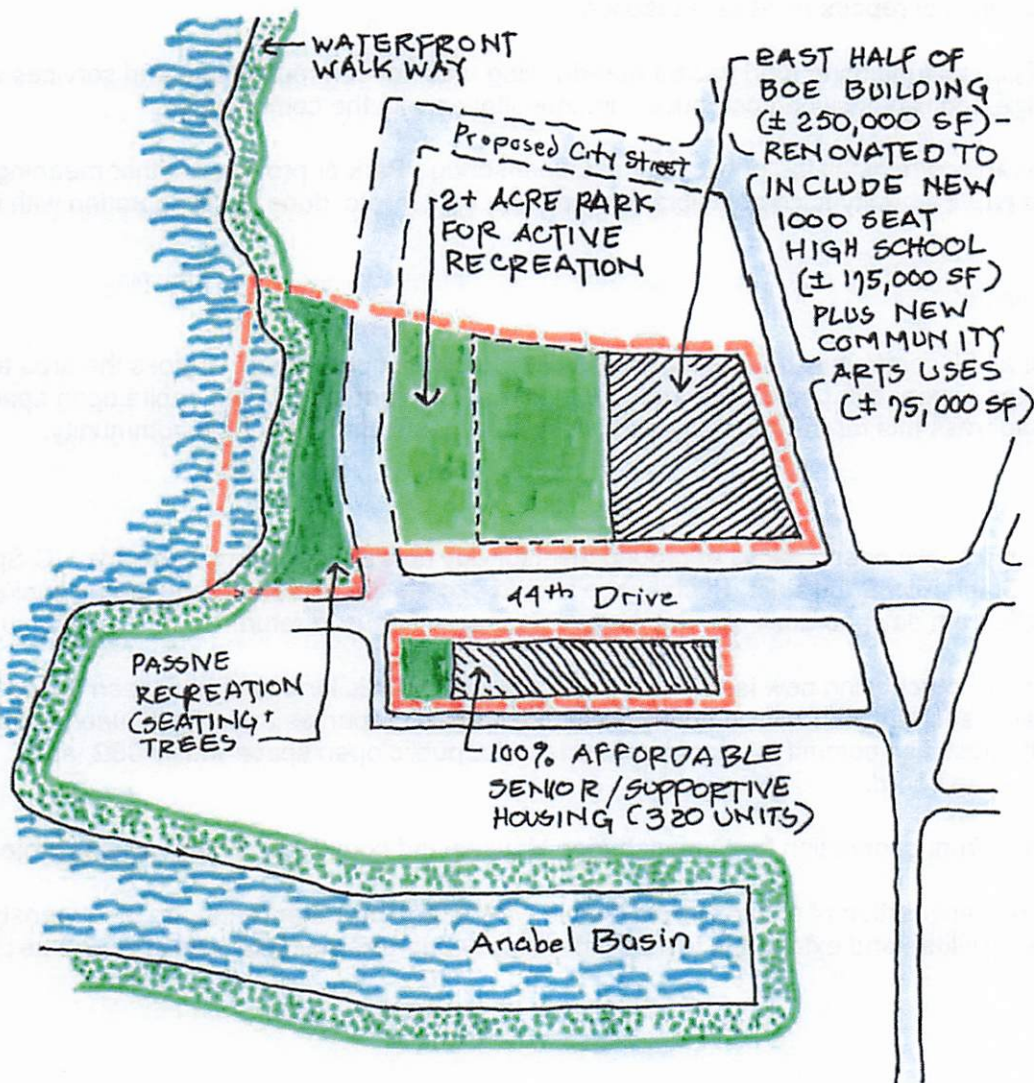 WATERFRONT
WALK WAY
EAST HALF OF
BOE BUILDING
(± 250,000 SF)-
RENOVATED TO
INCLUDE NEW
1000 SEAT
HIGH SCHOOL
(± 175,000 SF)
PLUS NEW
COMMUNITY
ARTS USES
(± 75,000 SF)
Proposed City Street
2+ ACRE PARK
FOR ACTIVE
RECREATION
44th Drive
PASSIVE
RECREATION
(SEATING +
TREES)
100% AFFORDABLE
SENIOR/SUPPORTIVE
HOUSING (320 UNITS)
Anabel Basin